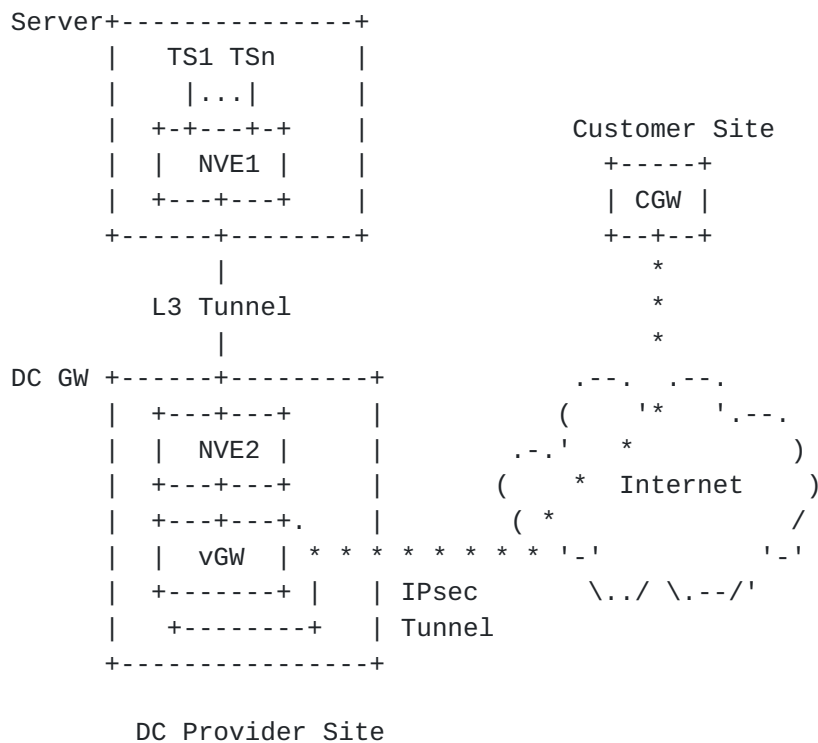 Server+---------------+
      |   TS1 TSn     |
      |    |...|      |
      |  +-+---+-+    |             Customer Site
      |  |  NVE1 |    |               +-----+
      |  +---+---+    |               | CGW |
      +------+--------+               +--+--+
             |                           *
         L3 Tunnel                       *
             |                           *
DC GW +------+---------+            .--.  .--.
      |  +---+---+     |           (    '*   '.--.
      |  |  NVE2 |     |        .-.'   *          )
      |  +---+---+     |       (    *  Internet    )
      |  +---+---+.    |        ( *               /
      |  |  vGW  | * * * * * * * * '-'          '-'
      |  +-------+ |   | IPsec       \../ \.--/'
      |   +--------+   | Tunnel
      +----------------+

        DC Provider Site